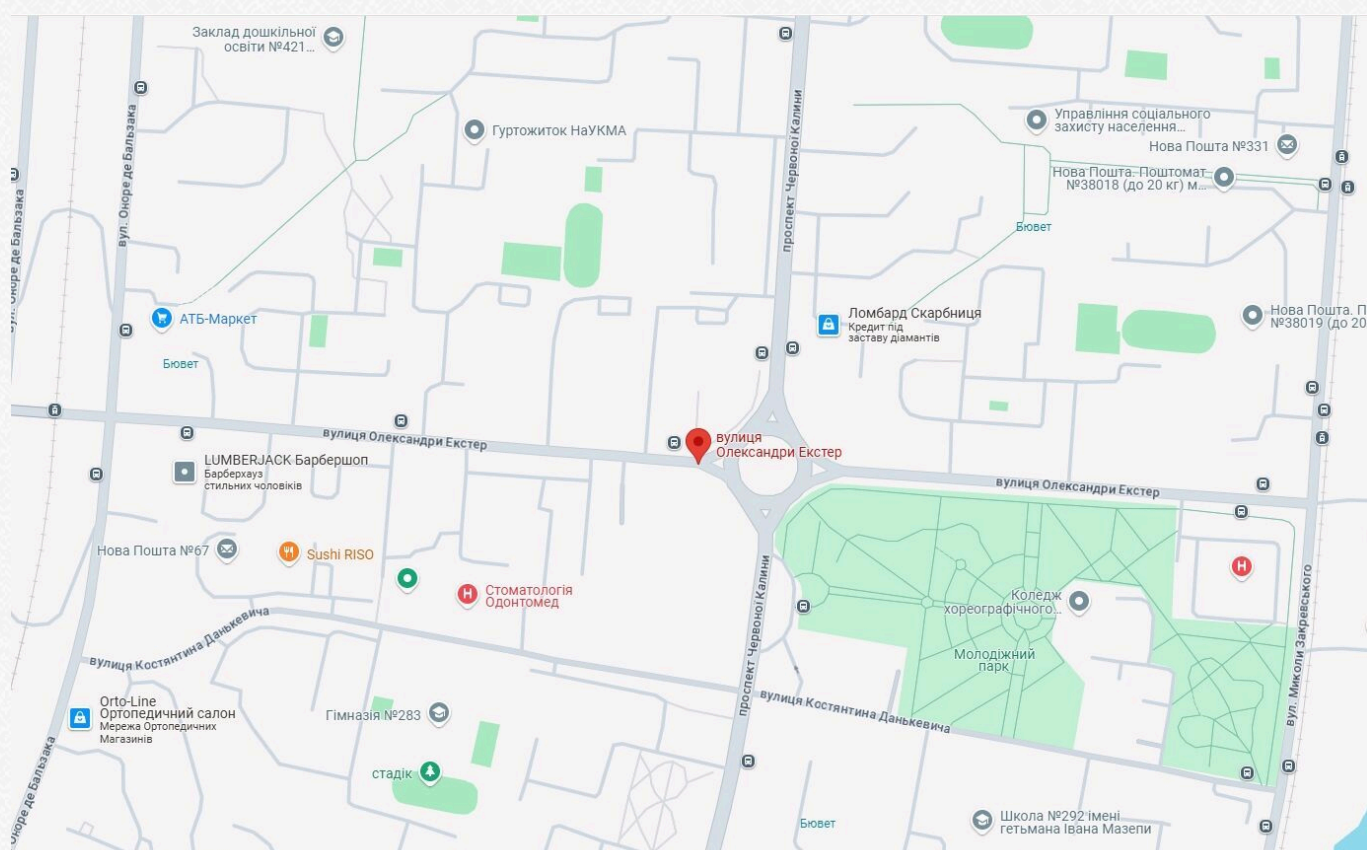 Заклад дошкільної
освіти №421...
вул. Оноре де Бальзака
Гуртожиток НаУКМА
проспект Червоної Калини
Управління соціального
захисту населення...
Нова Пошта №331
Нова Пошта. Поштомат
№38018 (до 20 кг) м...
Бювет
вул. Оноре де Бальзака
АТБ-Маркет
Бювет
Ломбард Скарбниця
Кредит під
заставу діамантів
Нова Пошта. П
№38019 (до 20
вулиця Олександри Екстер
вулиця
Олександри Екстер
LUMBERJACK Барбершоп
Барберхауз
стильних чоловіків
вулиця Олександри Екстер
Нова Пошта №67
Sushi RISO
Стоматологія
Одонтомед
H
H
проспект Червоної Калини
Коледж
хореографічного...
Молодіжний
парк
вул. Миколи Закревського
вулиця Костянтина Данькевича
вулиця Костянтина Данькевича
Orto-Line
Ортопедичний салон
Мережа Ортопедичних
Магазинів
Гімназія №283
стадік
Оноре де Бальзака
Бювет
Школа №292 імені
гетьмана Івана Мазепи